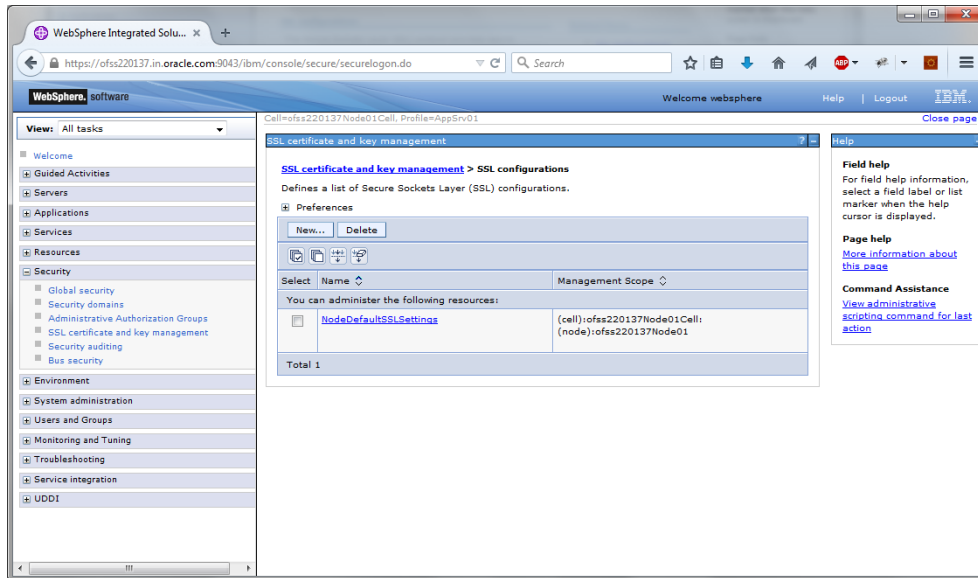 WebSphere Integrated Solu... × +
https://ofss220137.in.oracle.com:9043/ibm/console/secure/securelogon.do
Search
ABP
WebSphere. software
Welcome websphere
Help | Logout
IBM.
View: All tasks
Welcome
Guided Activities
Servers
Applications
Services
Resources
Security
Global security
Security domains
Administrative Authorization Groups
SSL certificate and key management
Security auditing
Bus security
Environment
System administration
Users and Groups
Monitoring and Tuning
Troubleshooting
Service integration
UDDI
Cell=ofss220137Node01Cell, Profile=AppSrv01
Close page
SSL certificate and key management ? –
SSL certificate and key management > SSL configurations
Defines a list of Secure Sockets Layer (SSL) configurations.
Preferences
New... Delete
Select Name Management Scope
You can administer the following resources:
NodeDefaultSSLSettings
(cell):ofss220137Node01Cell:
(node):ofss220137Node01
Total 1
Help
Field help
For field help information,
select a field label or list
marker when the help
cursor is displayed.
Page help
More information about
this page
Command Assistance
View administrative
scripting command for last
action